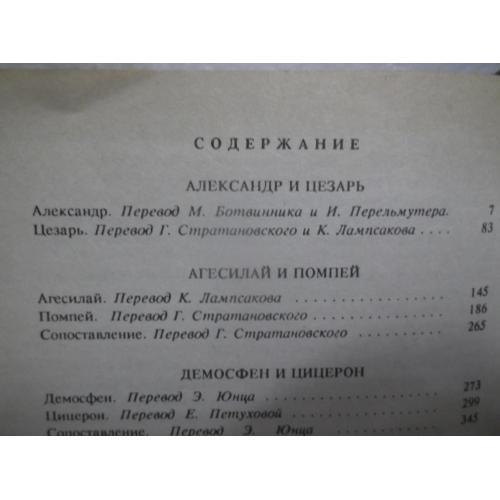 СОДЕРЖАНИЕ
АЛЕКСАНДР И ЦЕЗАРЬ
Александр. Перевод М. Ботвинника и И. Перельмутера. 7
Цезарь. Перевод Г. Стратановского и К. Лампсакова . . . . 83
АГЕСИЛАЙ И ПОМПЕЙ
Агесилай. Перевод К. Лампсакова . . . . . . . . . . . . . . . 145
Помпей. Перевод Г. Стратановского . . . . . . . . . . . . . 186
Сопоставление. Перевод Г. Стратановского . . . . . . . . . 265
ДЕМОСФЕН И ЦИЦЕРОН
Демосфен. Перевод Э. Юнца . . . . . . . . . . . . . . . . . . 273
Цицерон. Перевод Е. Петуховой . . . . . . . . . . . . . . . . 299
Сопоставление. Перевод Э. Юнца . . . . . . . . . . . . . . 345